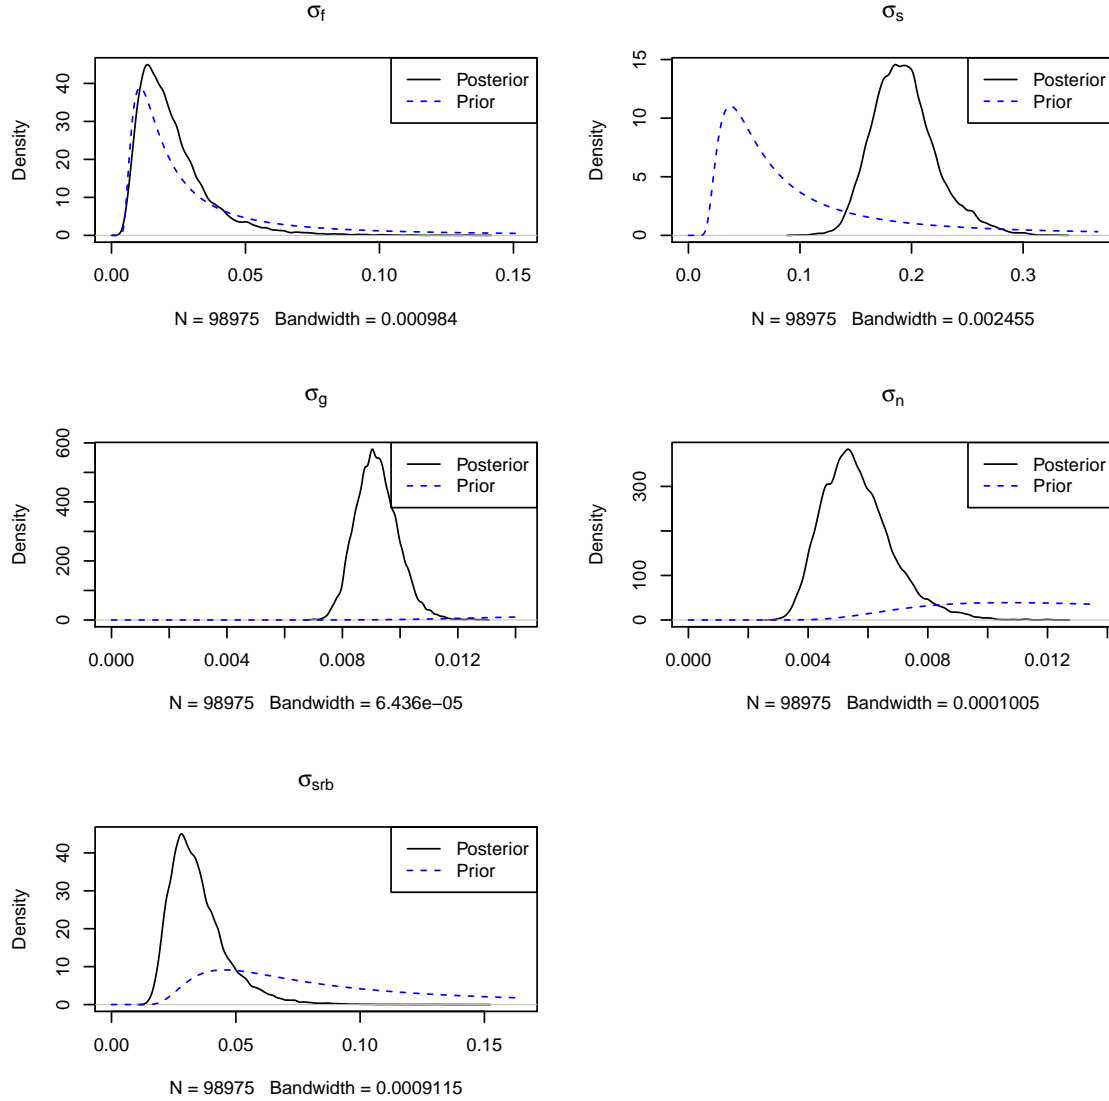 σf
Density
0 10 20 30 40
Posterior
Prior
0.00 0.05 0.10 0.15
N = 98975 Bandwidth = 0.000984
σs
Density
0 5 10 15
Posterior
Prior
0.0 0.1 0.2 0.3
N = 98975 Bandwidth = 0.002455
σg
Density
0 200 400 600
Posterior
Prior
0.000 0.004 0.008 0.012
N = 98975 Bandwidth = 6.436e−05
σn
Density
0 100 300
Posterior
Prior
0.000 0.004 0.008 0.012
N = 98975 Bandwidth = 0.0001005
σsrb
Density
0 10 20 30 40
Posterior
Prior
0.00 0.05 0.10 0.15
N = 98975 Bandwidth = 0.0009115